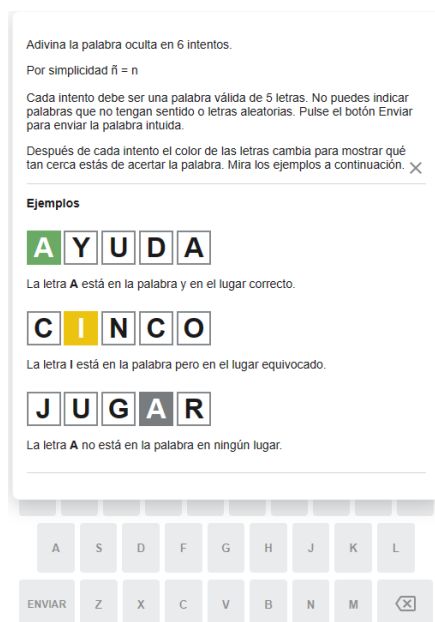 Adivina la palabra oculta en 6 intentos.
Por simplicidad ñ = n
Cada intento debe ser una palabra válida de 5 letras. No puedes indicar
palabras que no tengan sentido o letras aleatorias. Pulse el botón Enviar
para enviar la palabra intuida.
Después de cada intento el color de las letras cambia para mostrar qué
tan cerca estás de acertar la palabra. Mira los ejemplos a continuación.
Ejemplos
A Y U D A
La letra A está en la palabra y en el lugar correcto.
C I N C O
La letra I está en la palabra pero en el lugar equivocado.
J U G A R
La letra A no está en la palabra en ningún lugar.
A S D F G H J K L
ENVIAR Z X C V B N M